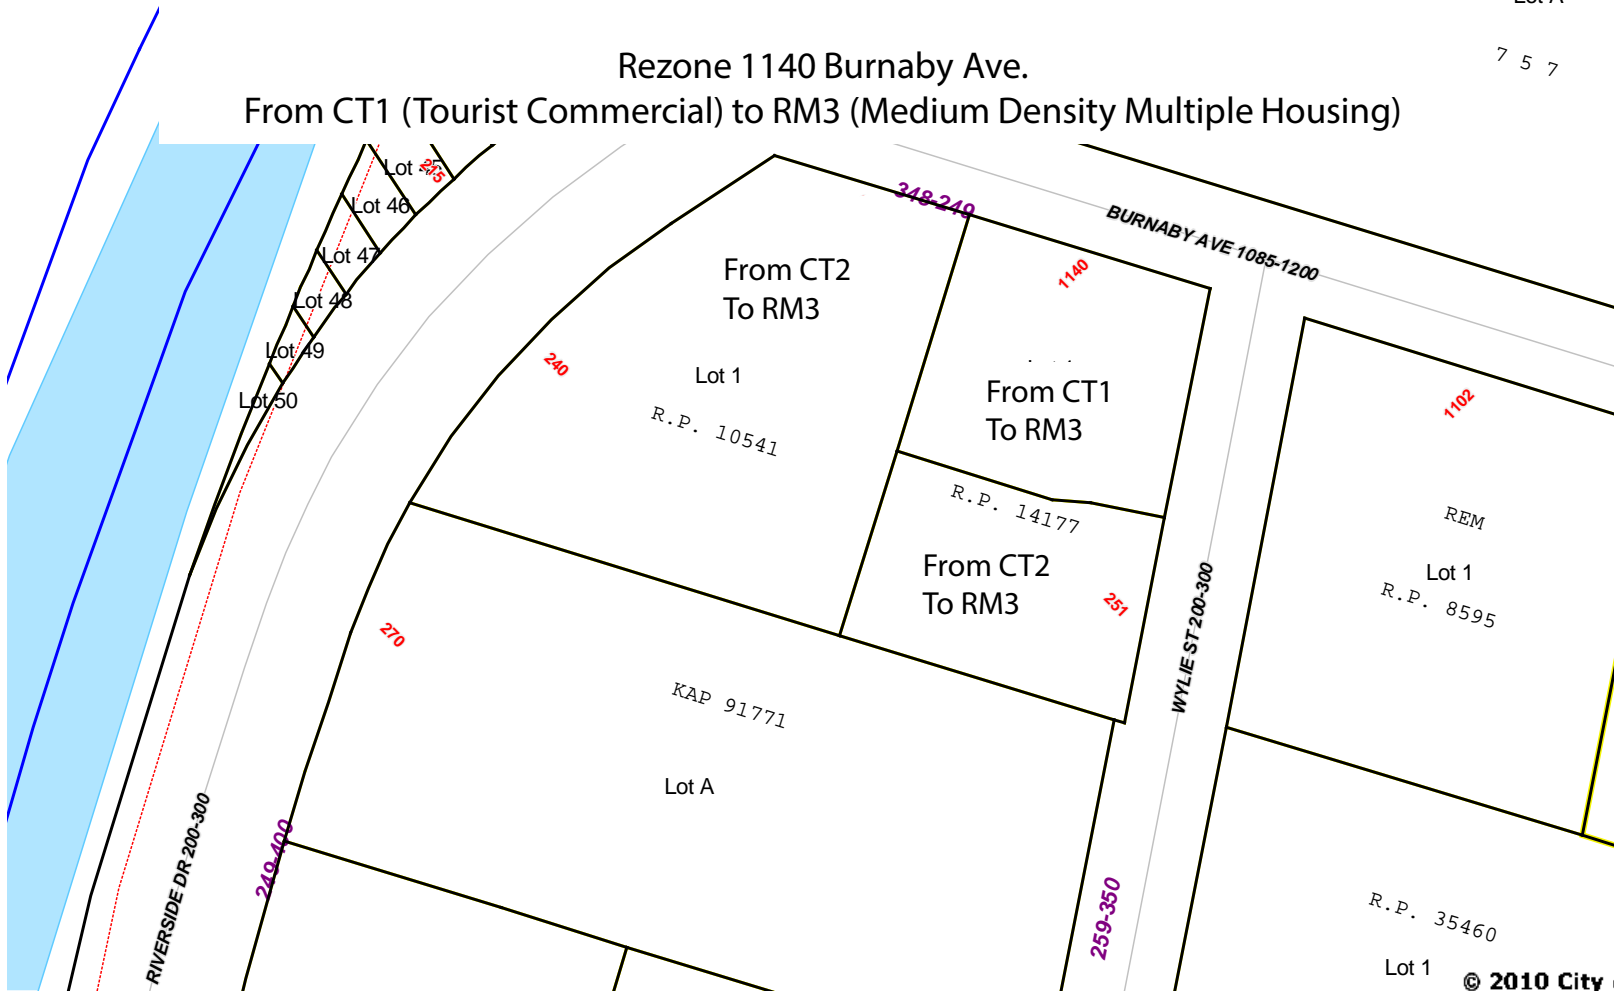 Lot A
7 5 7
Rezone 1140 Burnaby Ave.
From CT1 (Tourist Commercial) to RM3 (Medium Density Multiple Housing)
215
Lot 46
Lot 47
Lot 48
Lot 49
Lot 50
348-249
BURNABY AVE 1085-1200
From CT2
To RM3
1140
240
Lot 1
R.P. 10541
From CT1
To RM3
1102
R.P. 14177
From CT2
To RM3
251
REM
Lot 1
R.P. 8595
WYLIE ST 200-300
270
KAP 91771
Lot A
RIVERSIDE DR 200-300
249-400
259-350
R.P. 35460
Lot 1
© 2010 City